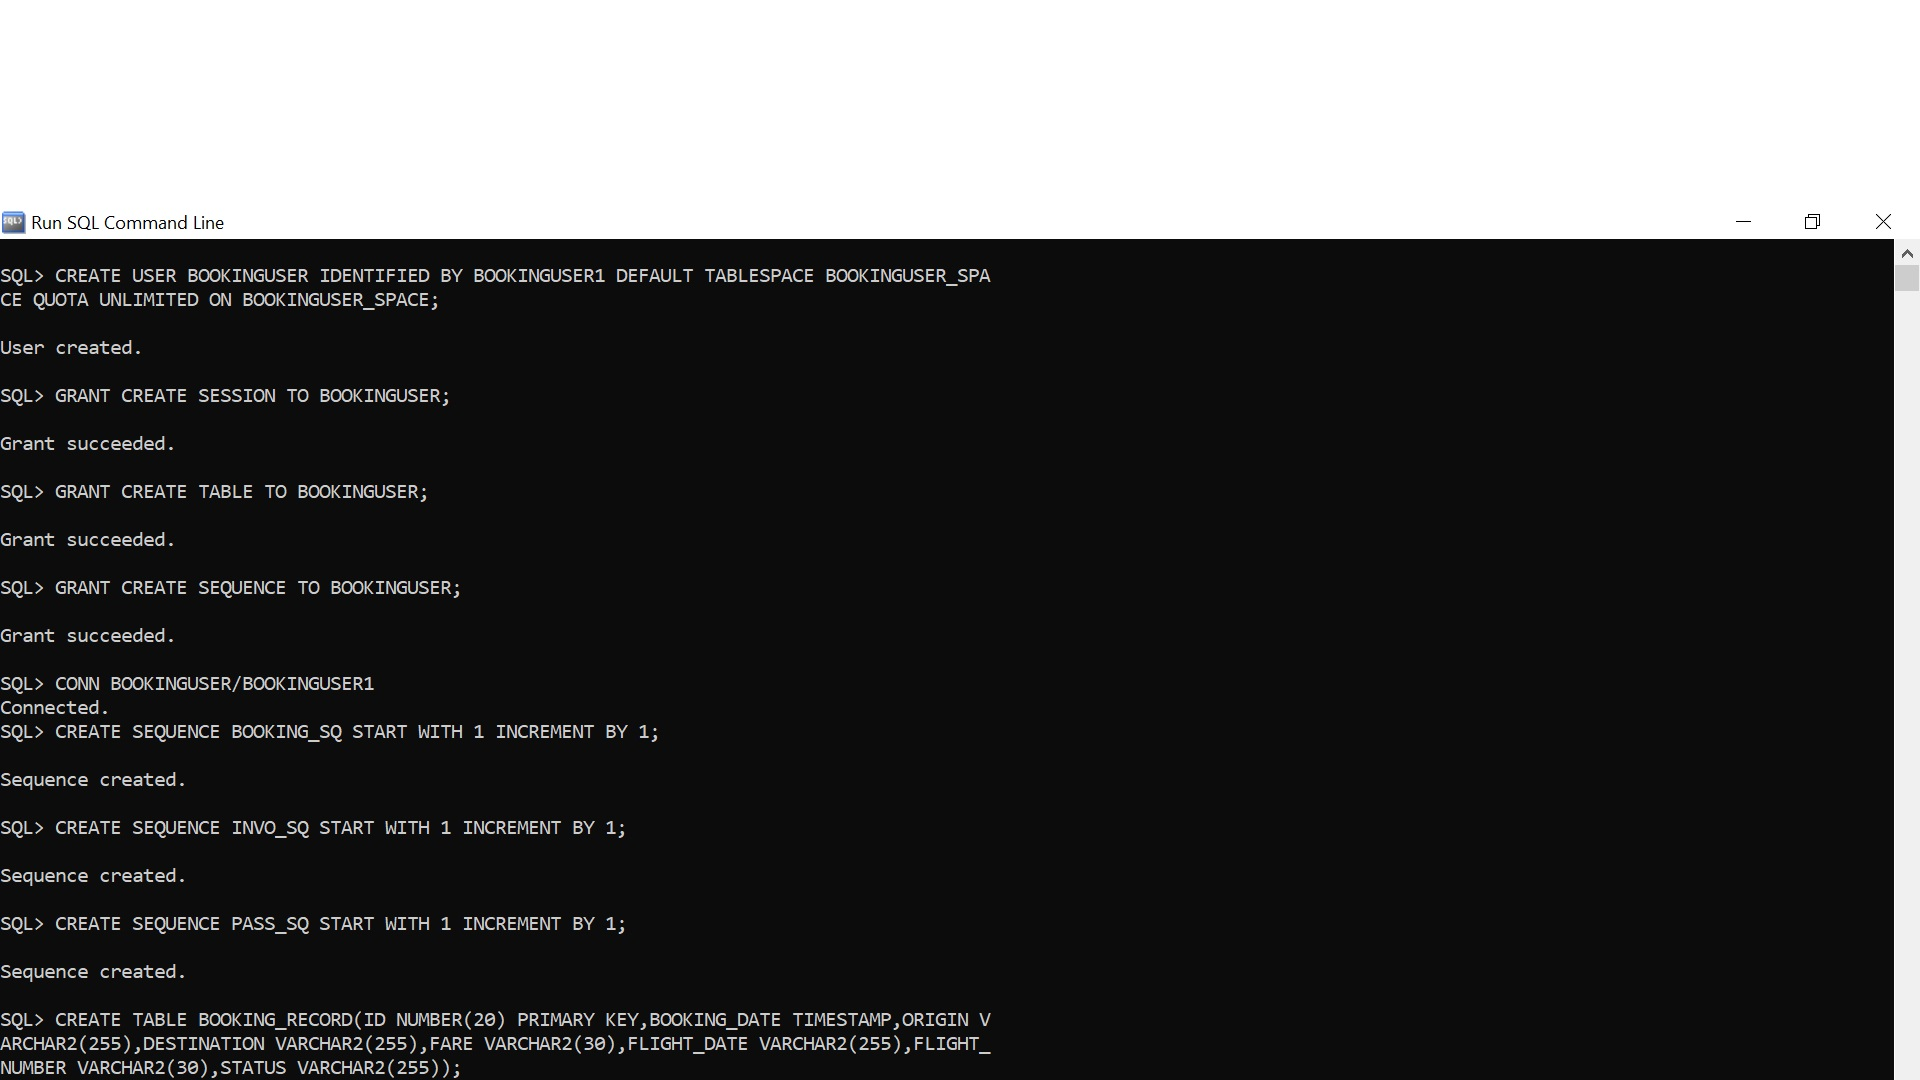 Run SQL Command Line
SQL> CREATE USER BOOKINGUSER IDENTIFIED BY BOOKINGUSER1 DEFAULT TABLESPACE BOOKINGUSER_SPA
CE QUOTA UNLIMITED ON BOOKINGUSER_SPACE;
User created.
SQL> GRANT CREATE SESSION TO BOOKINGUSER;
Grant succeeded.
SQL> GRANT CREATE TABLE TO BOOKINGUSER;
Grant succeeded.
SQL> GRANT CREATE SEQUENCE TO BOOKINGUSER;
Grant succeeded.
SQL> CONN BOOKINGUSER/BOOKINGUSER1
Connected.
SQL> CREATE SEQUENCE BOOKING_SQ START WITH 1 INCREMENT BY 1;
Sequence created.
SQL> CREATE SEQUENCE INVO_SQ START WITH 1 INCREMENT BY 1;
Sequence created.
SQL> CREATE SEQUENCE PASS_SQ START WITH 1 INCREMENT BY 1;
Sequence created.
SQL> CREATE TABLE BOOKING_RECORD(ID NUMBER(20) PRIMARY KEY,BOOKING_DATE TIMESTAMP,ORIGIN V
ARCHAR2(255),DESTINATION VARCHAR2(255),FARE VARCHAR2(30),FLIGHT_DATE VARCHAR2(255),FLIGHT_
NUMBER VARCHAR2(30),STATUS VARCHAR2(255));